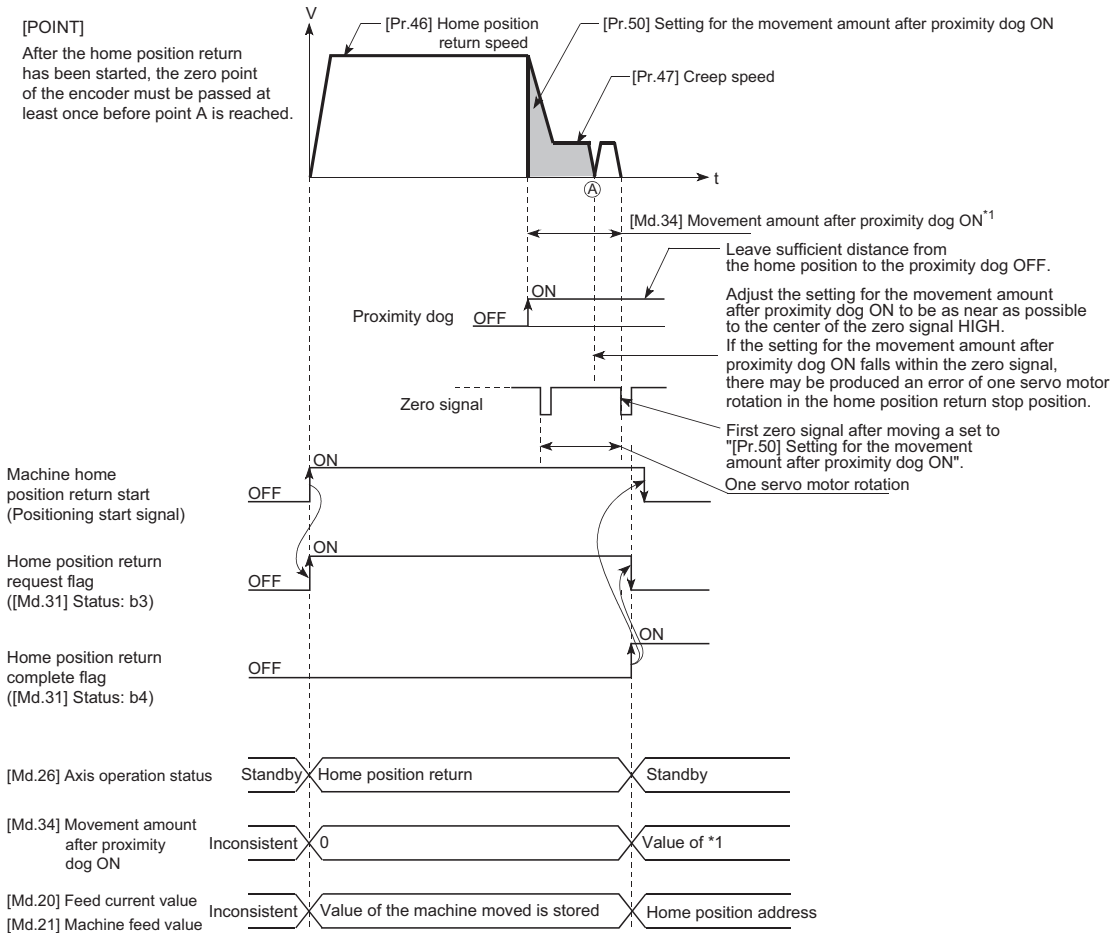 [POINT]
After the home position return
has been started, the zero point
of the encoder must be passed at
least once before point A is reached.
V
[Pr.46] Home position
return speed
[Pr.50] Setting for the movement amount after proximity dog ON
[Pr.47] Creep speed
t
A
[Md.34] Movement amount after proximity dog ON*1
Leave sufficient distance from
the home position to the proximity dog OFF.
Proximity dog
OFF
ON
Adjust the setting for the movement amount
after proximity dog ON to be as near as possible
to the center of the zero signal HIGH.
If the setting for the movement amount after
proximity dog ON falls within the zero signal,
there may be produced an error of one servo motor
rotation in the home position return stop position.
Zero signal
First zero signal after moving a set to
"[Pr.50] Setting for the movement
amount after proximity dog ON".
One servo motor rotation
Machine home
position return start
(Positioning start signal)
OFF
ON
Home position return
request flag
([Md.31] Status: b3)
OFF
ON
Home position return
complete flag
([Md.31] Status: b4)
OFF
ON
[Md.26] Axis operation status
Standby
Home position return
Standby
[Md.34] Movement amount
after proximity
dog ON
Inconsistent
0
Value of *1
[Md.20] Feed current value
[Md.21] Machine feed value
Inconsistent
Value of the machine moved is stored
Home position address